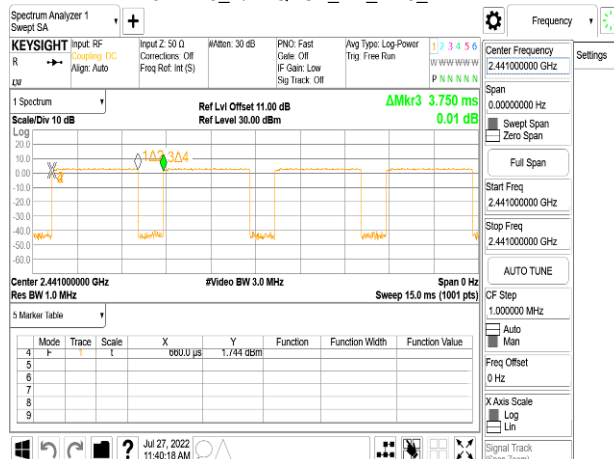 Spectrum Analyzer 1
Swept SA
Frequency
Settings
KEYSIGHT
R
Input: RF
Coupling: DC
Align: Auto
Input Z: 50 Ω
Corrections: Off
Freq Ref: Int (S)
#Atten: 30 dB
PNO: Fast
Gate: Off
IF Gain: Low
Sig Track: Off
Avg Type: Log-Power
Trig: Free Run
1 2 3 4 5 6
W W W W W W
P N N N N N
1 Spectrum
Scale/Div 10 dB
Log
Ref Lvl Offset 11.00 dB
Ref Level 30.00 dBm
ΔMkr3 3.750 ms
0.01 dB
20.0
10.0
0.00
-10.0
-20.0
-30.0
-40.0
-50.0
-60.0
3Δ4
Center 2.441000000 GHz
Res BW 1.0 MHz
#Video BW 3.0 MHz
Span 0 Hz
Sweep 15.0 ms (1001 pts)
5 Marker Table
Mode Trace Scale X Y Function Function Width Function Value
4 F 1 t 660.0 µs 1.744 dBm
5
6
7
8
9
Jul 27, 2022
11:40:18 AM
Center Frequency
2.441000000 GHz
Span
0.00000000 Hz
Swept Span
Zero Span
Full Span
Start Freq
2.441000000 GHz
Stop Freq
2.441000000 GHz
AUTO TUNE
CF Step
1.000000 MHz
Auto
Man
Freq Offset
0 Hz
X Axis Scale
Log
Lin
Signal Track
(Span Zoom)